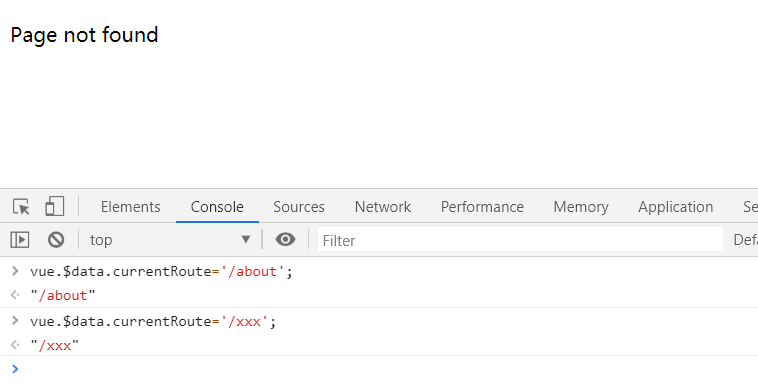 Page not found
Elements Console Sources Network Performance Memory Application Se
top Filter Defa
vue.$data.currentRoute='/about';
"/about"
vue.$data.currentRoute='/xxx';
"/xxx"